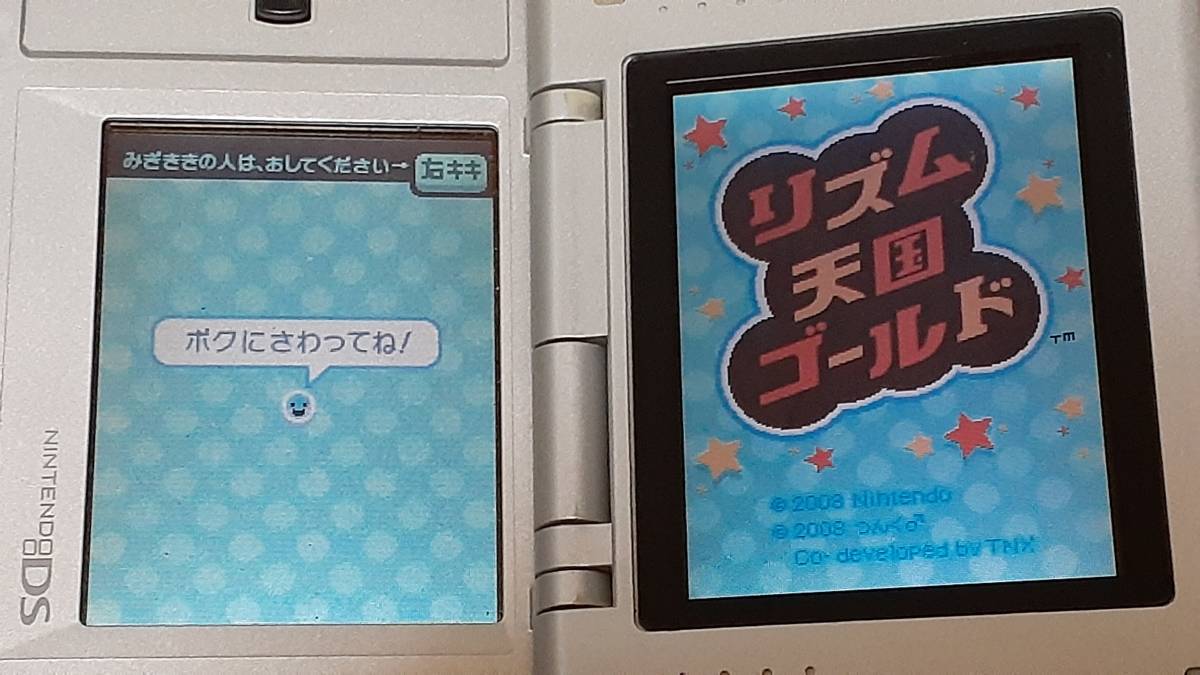 みぎききの人は、おしてください→
右キキ
ボクにさわってね!
NINTENDO DS
リズム
天国
ゴールド
TM
© 2008 Nintendo
© 2008 つんく♂
Co-developed by TNX